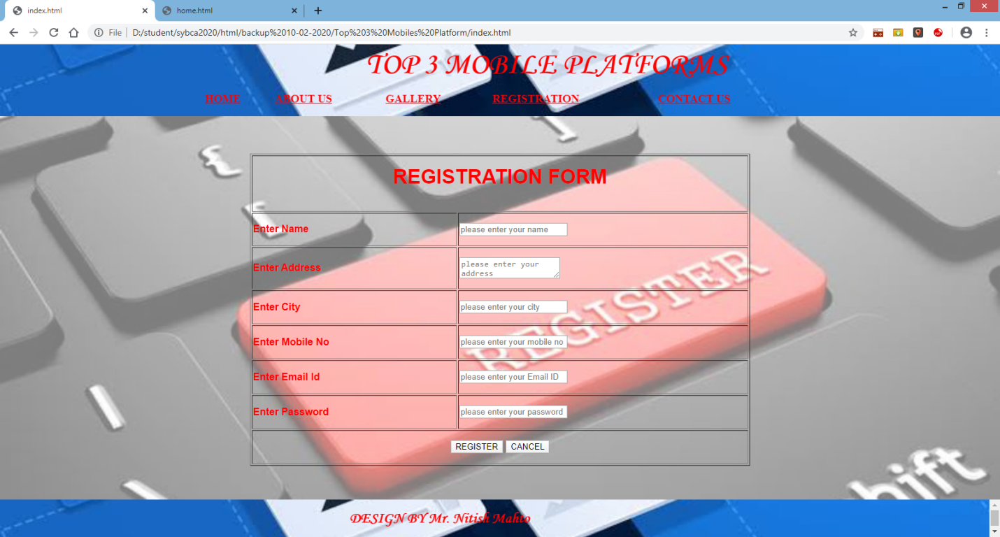 index.html
home.html
File
D:/student/sybca2020/html/backup%2010-02-2020/Top%203%20Mobiles%20Platform/index.html
TOP 3 MOBILE PLATFORMS
HOME ABOUT US GALLERY REGISTRATION CONTACT US
REGISTRATION FORM
Enter Name please enter your name
Enter Address please enter your
address
Enter City please enter your city
Enter Mobile No please enter your mobile no
Enter Email Id please enter your Email ID
Enter Password please enter your password
REGISTER
REGISTER CANCEL
DESIGN BY Mr. Nitish Mahto